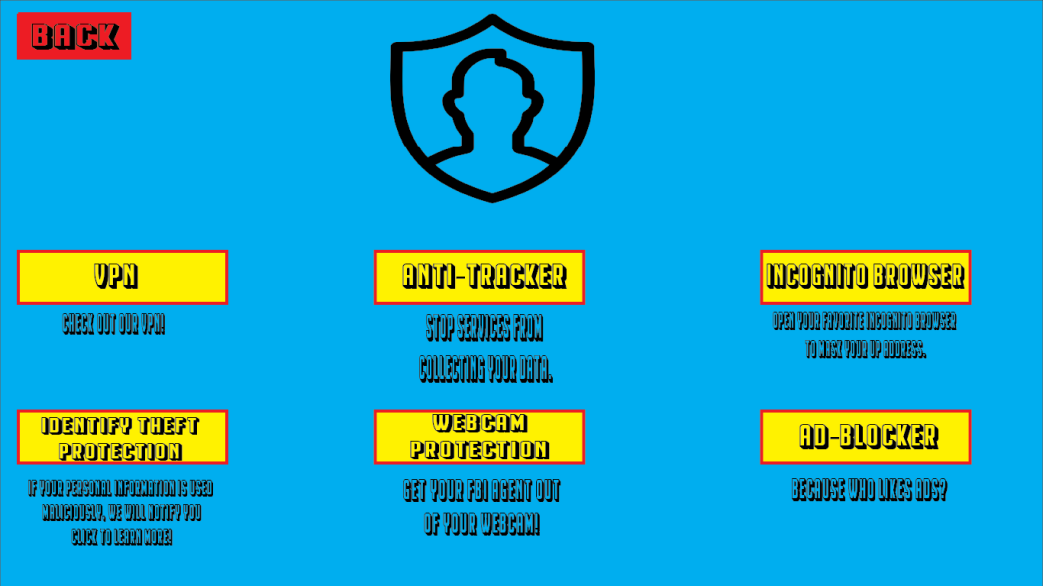 BACK
VPN
CHECK OUT OUR VPN!
ANTI-TRACKER
STOP SERVICES FROM
COLLECTING YOUR DATA.
INCOGNITO BROWSER
OPEN YOUR FAVORITE INCOGNITO BROWSER
TO MASK YOUR UP ADDRESS.
IDENTIFY THEFT
PROTECTION
IF YOUR PERSONAL INFORMATION IS USED
MALICIOUSLY, WE WILL NOTIFY YOU
CLICK TO LEARN MORE!
WEBCAM
PROTECTION
GET YOUR FBI AGENT OUT
OF YOUR WEBCAM!
AD-BLOCKER
BECAUSE WHO LIKES ADS?